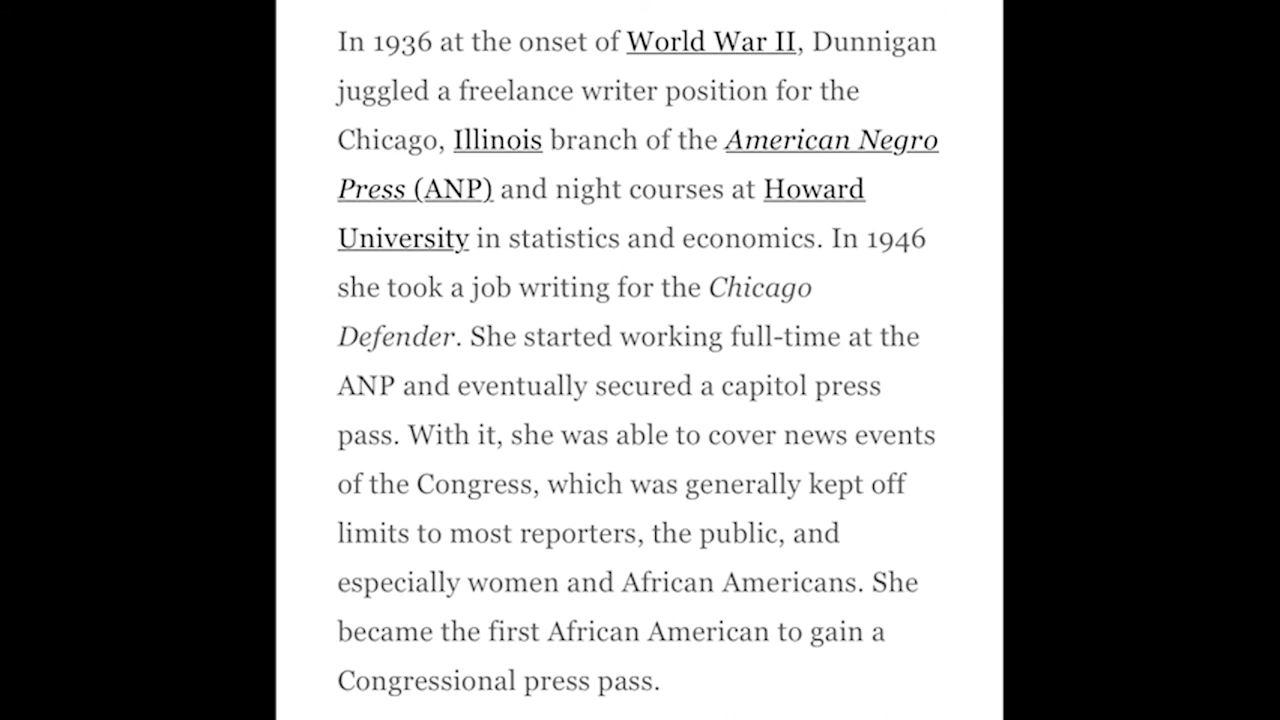 In 1936 at the onset of World War II, Dunnigan
juggled a freelance writer position for the
Chicago, Illinois branch of the American Negro
Press (ANP) and night courses at Howard
University in statistics and economics. In 1946
she took a job writing for the Chicago
Defender. She started working full-time at the
ANP and eventually secured a capitol press
pass. With it, she was able to cover news events
of the Congress, which was generally kept off
limits to most reporters, the public, and
especially women and African Americans. She
became the first African American to gain a
Congressional press pass.